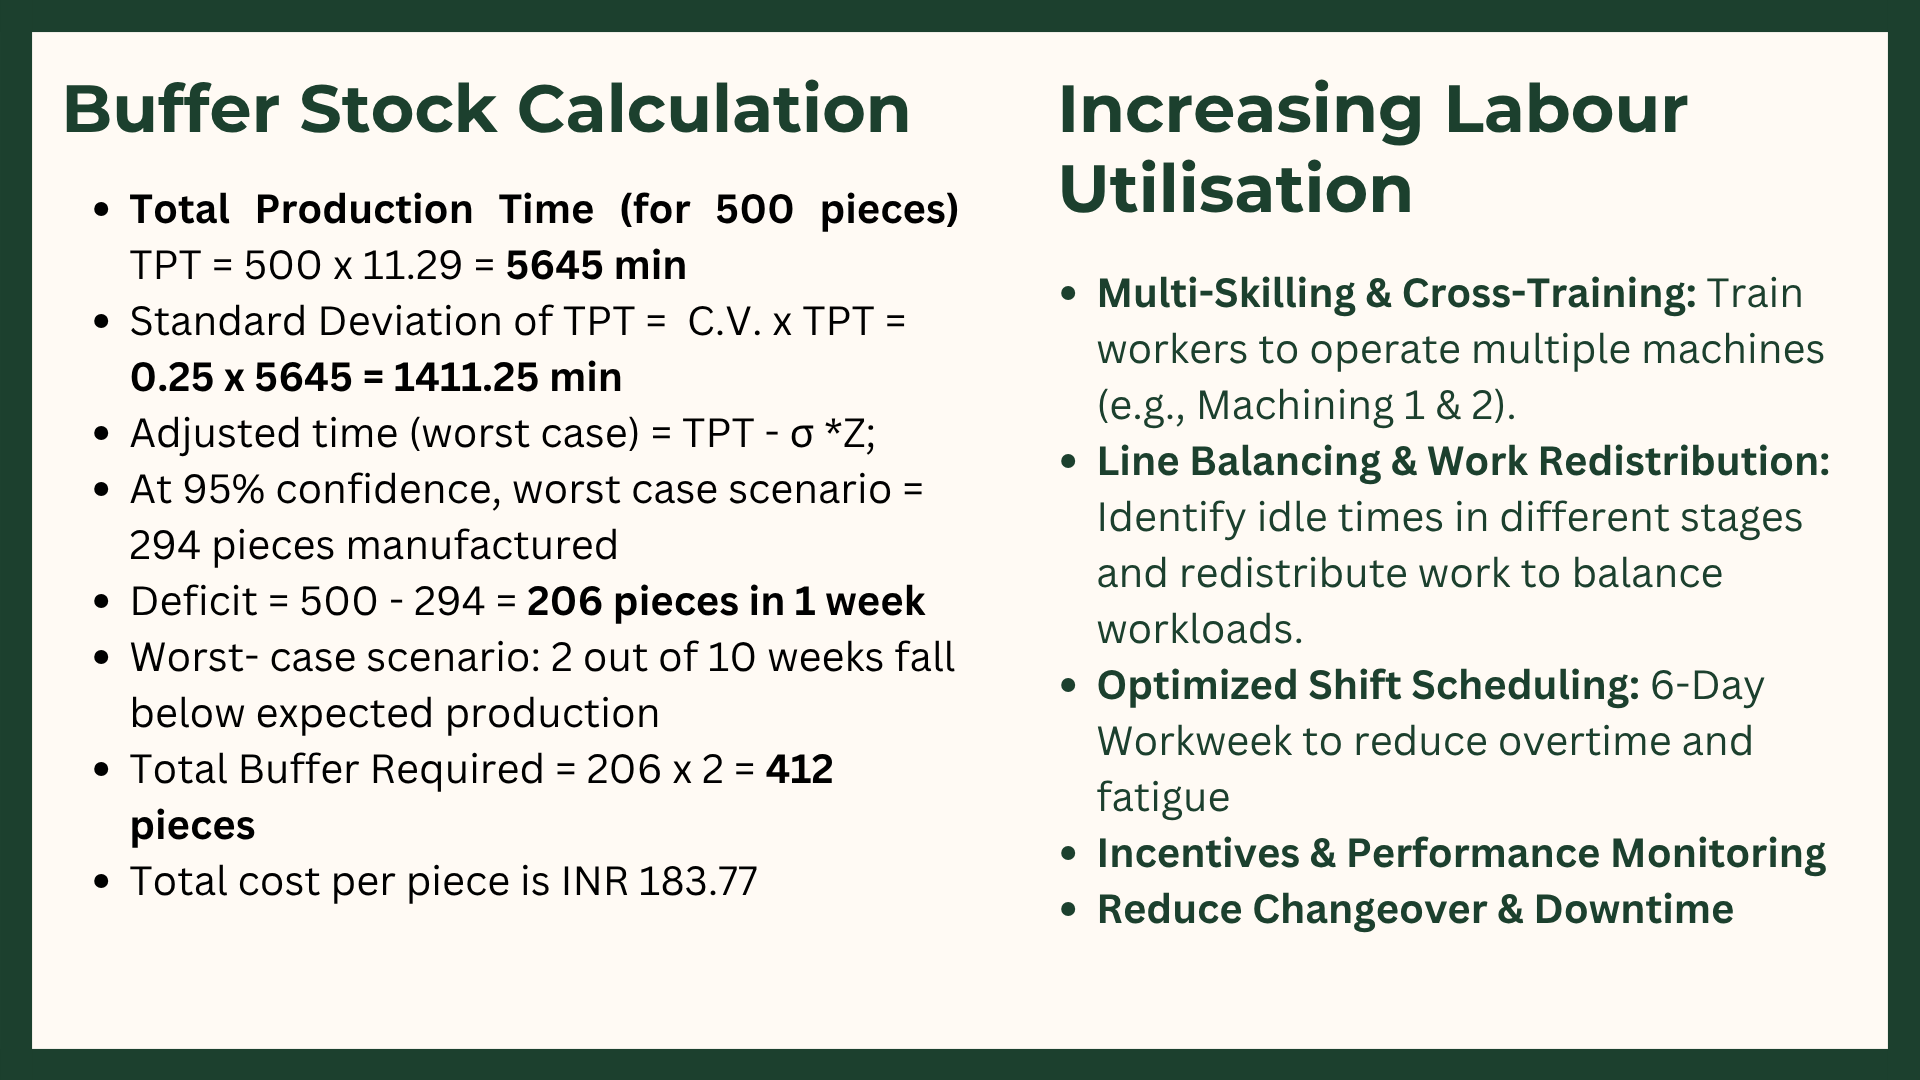 Buffer Stock Calculation
• Total Production Time (for 500 pieces)
TPT = 500 x 11.29 = 5645 min
• Standard Deviation of TPT = C.V. x TPT =
0.25 x 5645 = 1411.25 min
• Adjusted time (worst case) = TPT - σ *Z;
• At 95% confidence, worst case scenario =
294 pieces manufactured
• Deficit = 500 - 294 = 206 pieces in 1 week
• Worst- case scenario: 2 out of 10 weeks fall
below expected production
• Total Buffer Required = 206 x 2 = 412
pieces
• Total cost per piece is INR 183.77
Increasing Labour
Utilisation
• Multi-Skilling & Cross-Training: Train
workers to operate multiple machines
(e.g., Machining 1 & 2).
• Line Balancing & Work Redistribution:
Identify idle times in different stages
and redistribute work to balance
workloads.
• Optimized Shift Scheduling: 6-Day
Workweek to reduce overtime and
fatigue
• Incentives & Performance Monitoring
• Reduce Changeover & Downtime